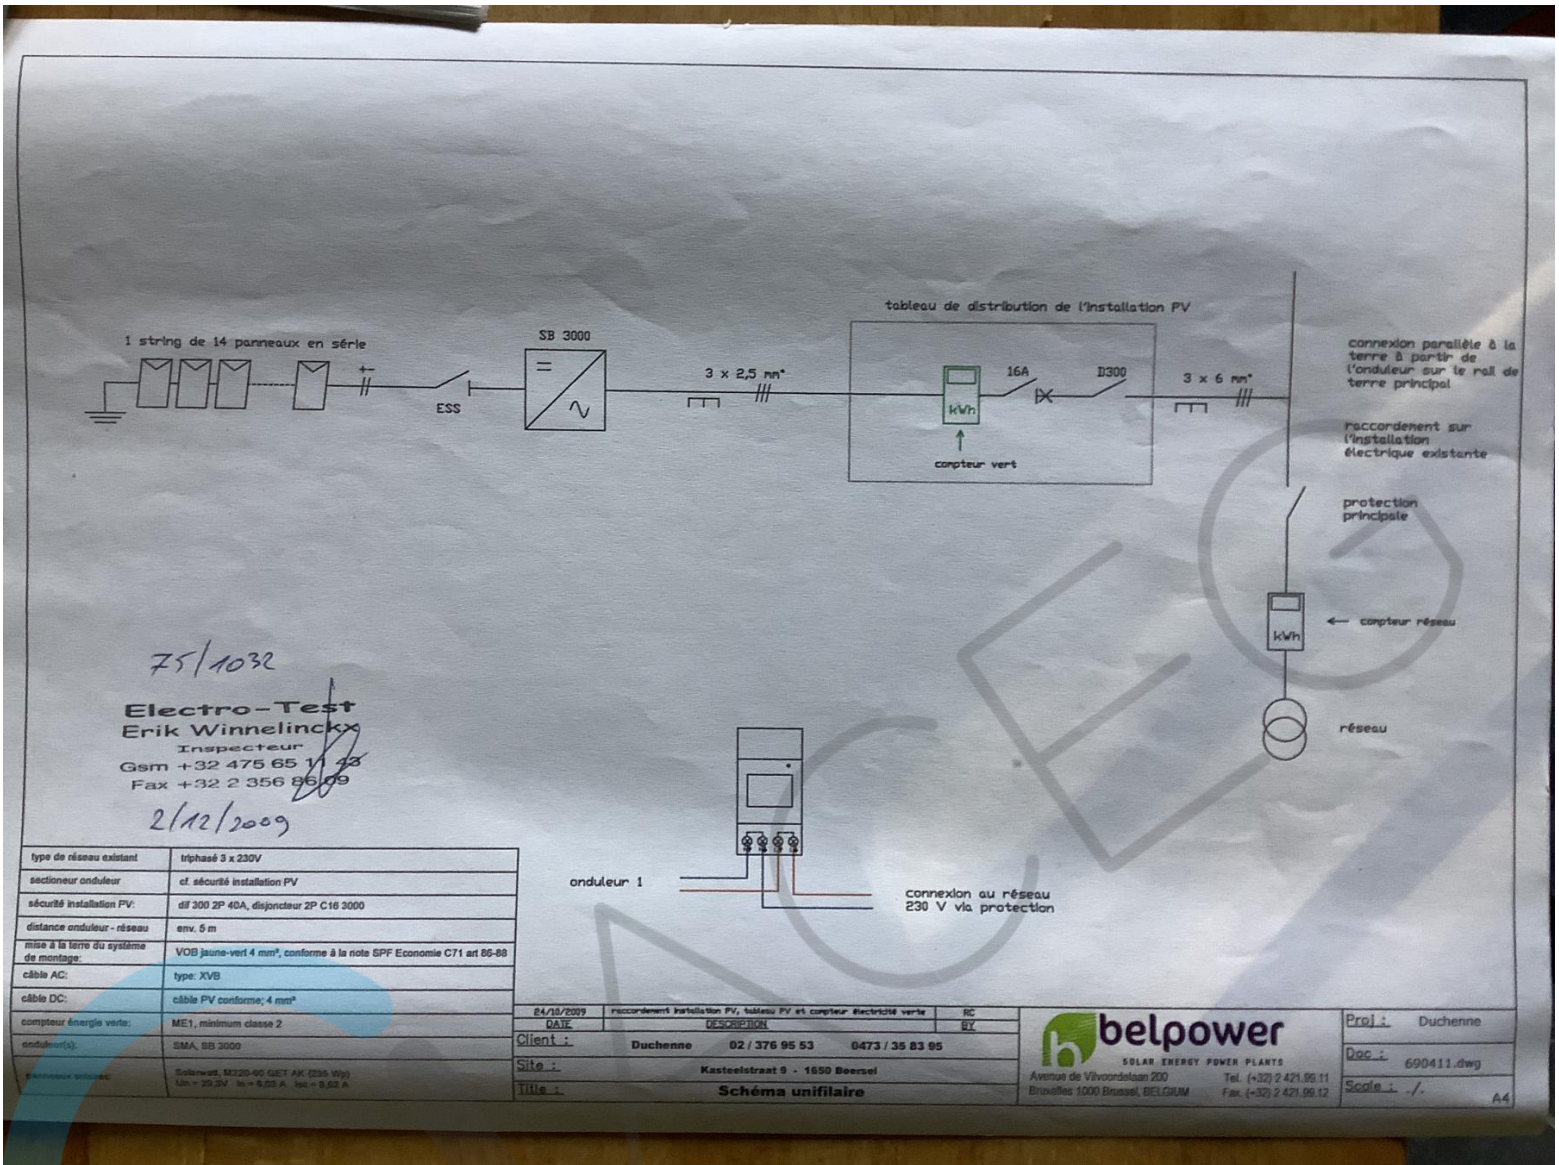 tableau de distribution de l'installation PV
1 string de 14 panneaux en série
+-
ESS
SB 3000
3 x 2,5 mm²
kWh
compteur vert
16A
D300
3 x 6 mm²
connexion parallèle à la
terre à partir de
l'onduleur sur le rail de
terre principal
raccordement sur
l'installation
électrique existante
protection
principale
kWh
compteur réseau
réseau
75/1032
Electro-Test
Erik Winnelinckx
Inspecteur
Gsm +32 475 65 11 43
Fax +32 2 356 86 09
2/12/2009
onduleur 1
connexion au réseau
230 V via protection
type de réseau existant triphasé 3 x 230V
sectioneur onduleur cf. sécurité installation PV
sécurité installation PV: dif 300 2P 40A, disjoncteur 2P C16 3000
distance onduleur - réseau env. 5 m
mise à la terre du système
de montage: VOB jaune-vert 4 mm², conforme à la note SPF Economie C71 art 86-88
câble AC: type: XVB
câble DC: câble PV conforme; 4 mm²
compteur énergie verte: ME1, minimum classe 2
onduleur(s): SMA, SB 3000
panneaux solaires: Solarwatt, M220-60 GET AK (235 Wp)
24/10/2009 raccordement installation PV, tableau PV et compteur électricité verte RC
DATE DESCRIPTION BY
Client : Duchenne 02 / 376 95 53 0473 / 35 83 95
Site : Kasteelstraat 9 - 1650 Beersel
Title : Schéma unifilaire
belpower
SOLAR ENERGY POWER PLANTS
Avenue de Vilvoordelaan 200 Tel. (+32) 2 421.99.11
Bruxelles 1000 Brussel, BELGIUM Fax. (+32) 2 421.99.12
Proj : Duchenne
Doc : 690411.dwg
Scale : ./.
A4
ACEG